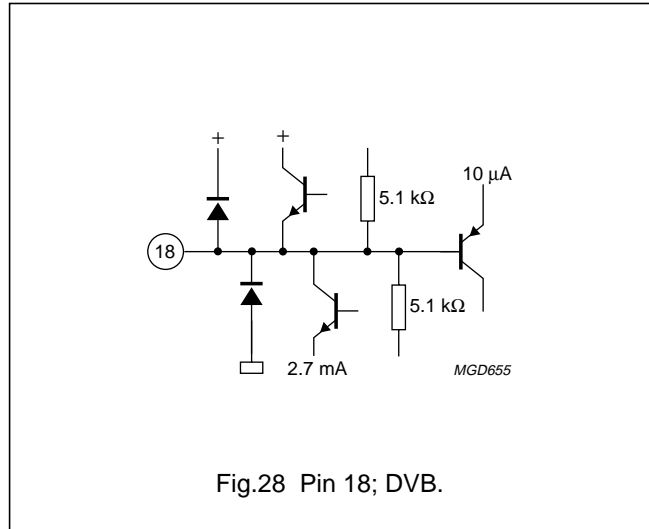 +
+
10 μA
5.1 kΩ
18
5.1 kΩ
2.7 mA
MGD655
Fig.28 Pin 18; DVB.